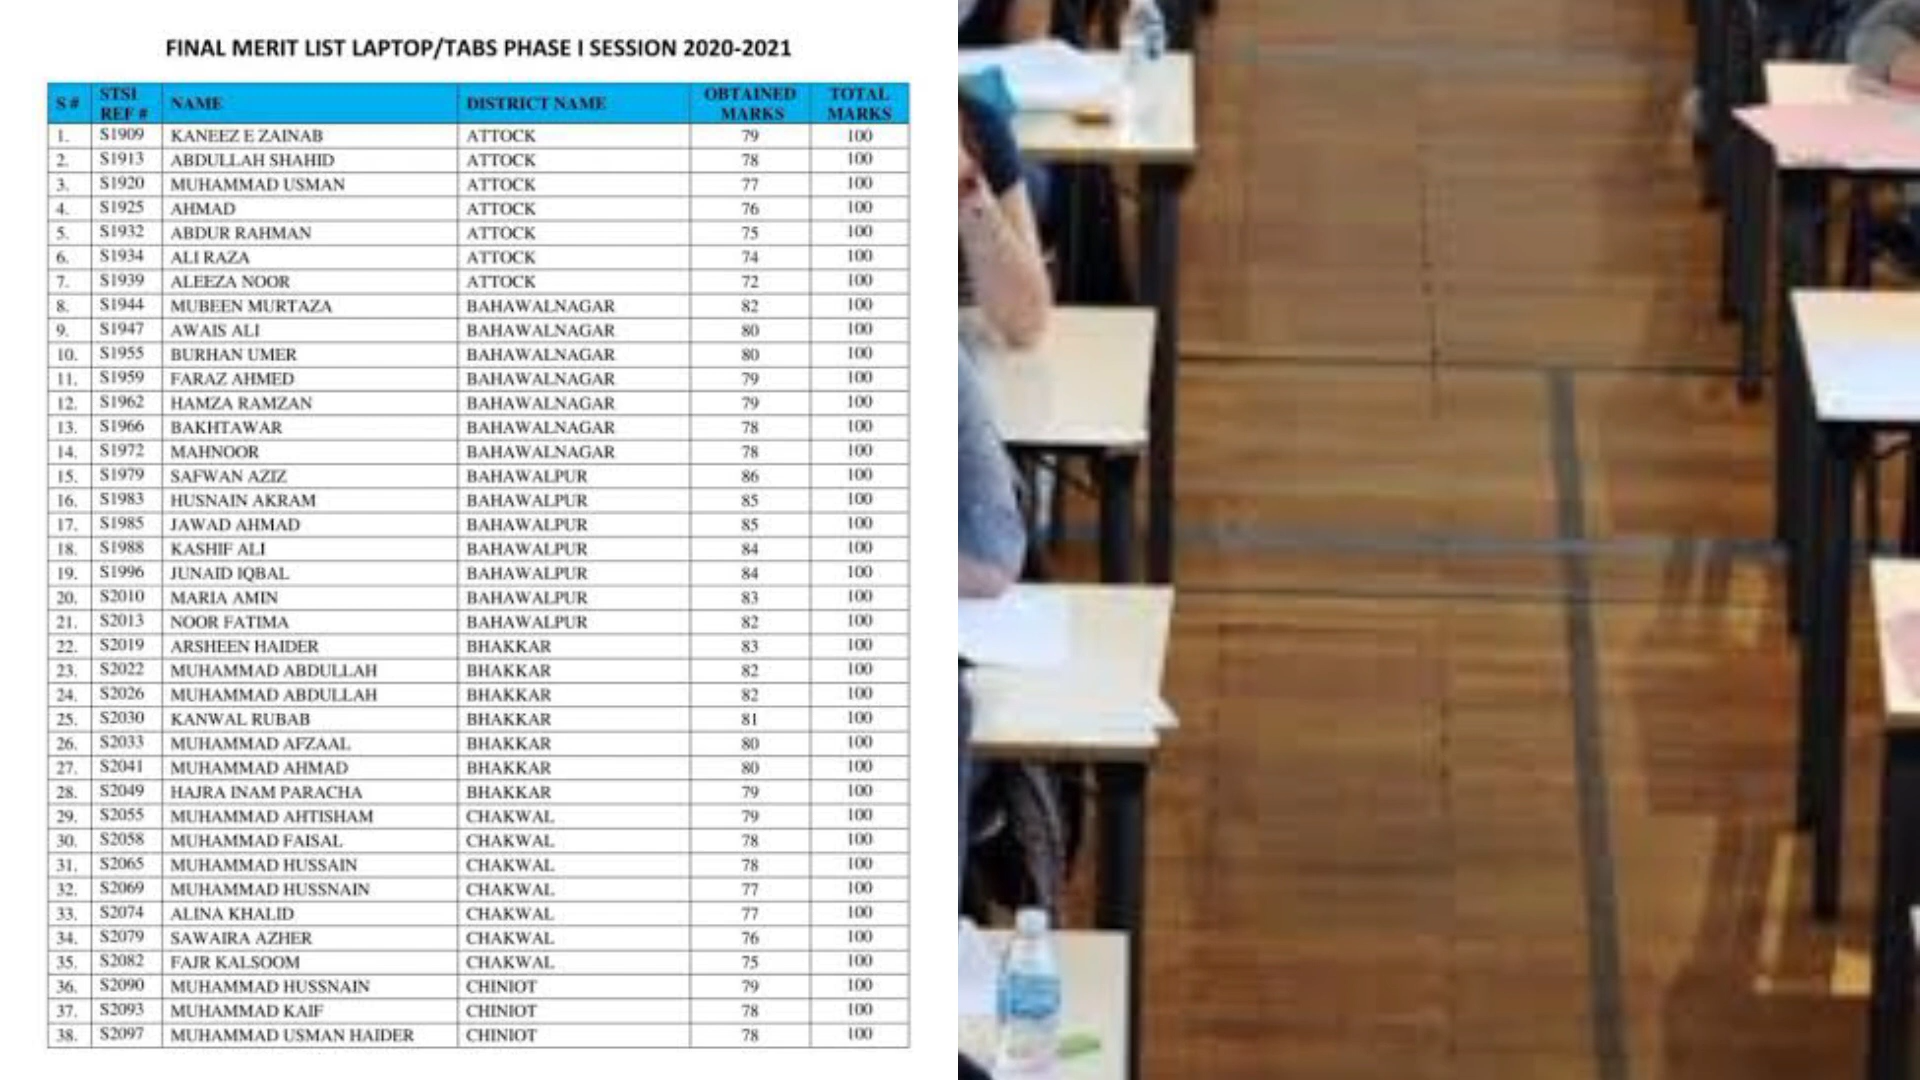 FINAL MERIT LIST LAPTOP/TABS PHASE I SESSION 2020-2021
S # STSI REF # NAME DISTRICT NAME OBTAINED MARKS TOTAL MARKS
1. S1909 KANEEZ E ZAINAB ATTOCK 79 100
2. S1913 ABDULLAH SHAHID ATTOCK 78 100
3. S1920 MUHAMMAD USMAN ATTOCK 77 100
4. S1925 AHMAD ATTOCK 76 100
5. S1932 ABDUR RAHMAN ATTOCK 75 100
6. S1934 ALI RAZA ATTOCK 74 100
7. S1939 ALEEZA NOOR ATTOCK 72 100
8. S1944 MUBEEN MURTAZA BAHAWALNAGAR 82 100
9. S1947 AWAIS ALI BAHAWALNAGAR 80 100
10. S1955 BURHAN UMER BAHAWALNAGAR 80 100
11. S1959 FARAZ AHMED BAHAWALNAGAR 79 100
12. S1962 HAMZA RAMZAN BAHAWALNAGAR 79 100
13. S1966 BAKHTAWAR BAHAWALNAGAR 78 100
14. S1972 MAHNOOR BAHAWALNAGAR 78 100
15. S1979 SAFWAN AZIZ BAHAWALPUR 86 100
16. S1983 HUSNAIN AKRAM BAHAWALPUR 85 100
17. S1985 JAWAD AHMAD BAHAWALPUR 85 100
18. S1988 KASHIF ALI BAHAWALPUR 84 100
19. S1996 JUNAID IQBAL BAHAWALPUR 84 100
20. S2010 MARIA AMIN BAHAWALPUR 83 100
21. S2013 NOOR FATIMA BAHAWALPUR 82 100
22. S2019 ARSHEEN HAIDER BHAKKAR 83 100
23. S2022 MUHAMMAD ABDULLAH BHAKKAR 82 100
24. S2026 MUHAMMAD ABDULLAH BHAKKAR 82 100
25. S2030 KANWAL RUBAB BHAKKAR 81 100
26. S2033 MUHAMMAD AFZAAL BHAKKAR 80 100
27. S2041 MUHAMMAD AHMAD BHAKKAR 80 100
28. S2049 HAJRA INAM PARACHA BHAKKAR 79 100
29. S2055 MUHAMMAD AHTISHAM CHAKWAL 79 100
30. S2058 MUHAMMAD FAISAL CHAKWAL 78 100
31. S2065 MUHAMMAD HUSSAIN CHAKWAL 78 100
32. S2069 MUHAMMAD HUSSNAIN CHAKWAL 77 100
33. S2074 ALINA KHALID CHAKWAL 77 100
34. S2079 SAWAIRA AZHER CHAKWAL 76 100
35. S2082 FAJR KALSOOM CHAKWAL 75 100
36. S2090 MUHAMMAD HUSSNAIN CHINIOT 79 100
37. S2093 MUHAMMAD KAIF CHINIOT 78 100
38. S2097 MUHAMMAD USMAN HAIDER CHINIOT 78 100